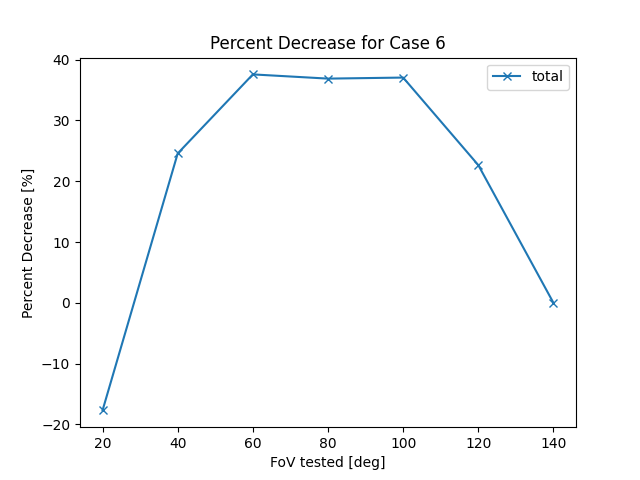 Percent Decrease for Case 6
total
Percent Decrease [%]
40
30
20
10
0
−10
−20
20 40 60 80 100 120 140
FoV tested [deg]